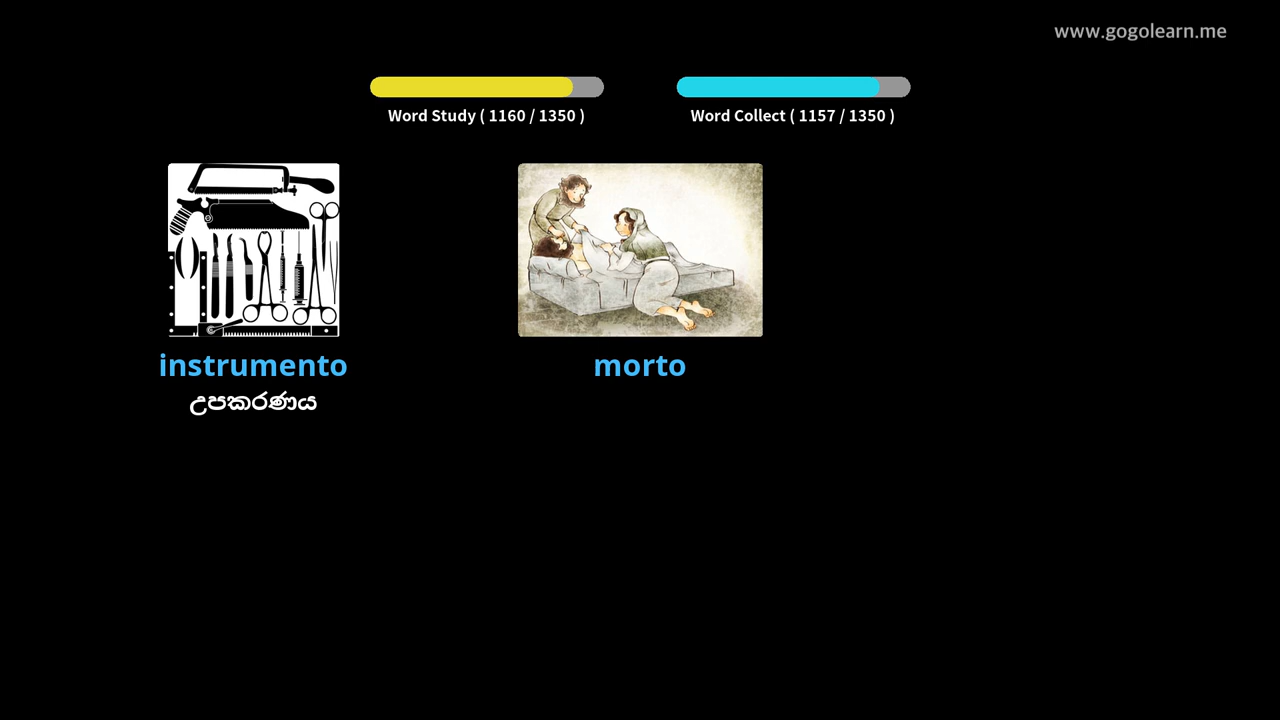 www.gogolearn.me
Word Study ( 1160 / 1350 )
Word Collect ( 1157 / 1350 )
instrumento
උපකරණය
morto